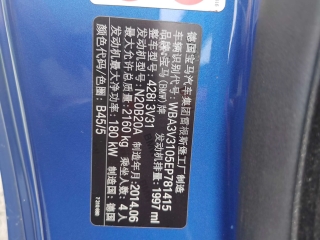 德国宝马汽车集团雷根斯堡工厂制造
车辆识别代号: WBA3V3105EP781415
品牌: 宝马(BMW)牌
整车型号: 428i 3V31 发动机排量: 1997 ml
发动机型号: N20B20A 制造年月: 2014.06
最大允许总质量: 2,160 kg 乘坐人数: 4 人
发动机最大净功率: 180 kW 制造国: 德国
颜色代码/色漆: B45/5